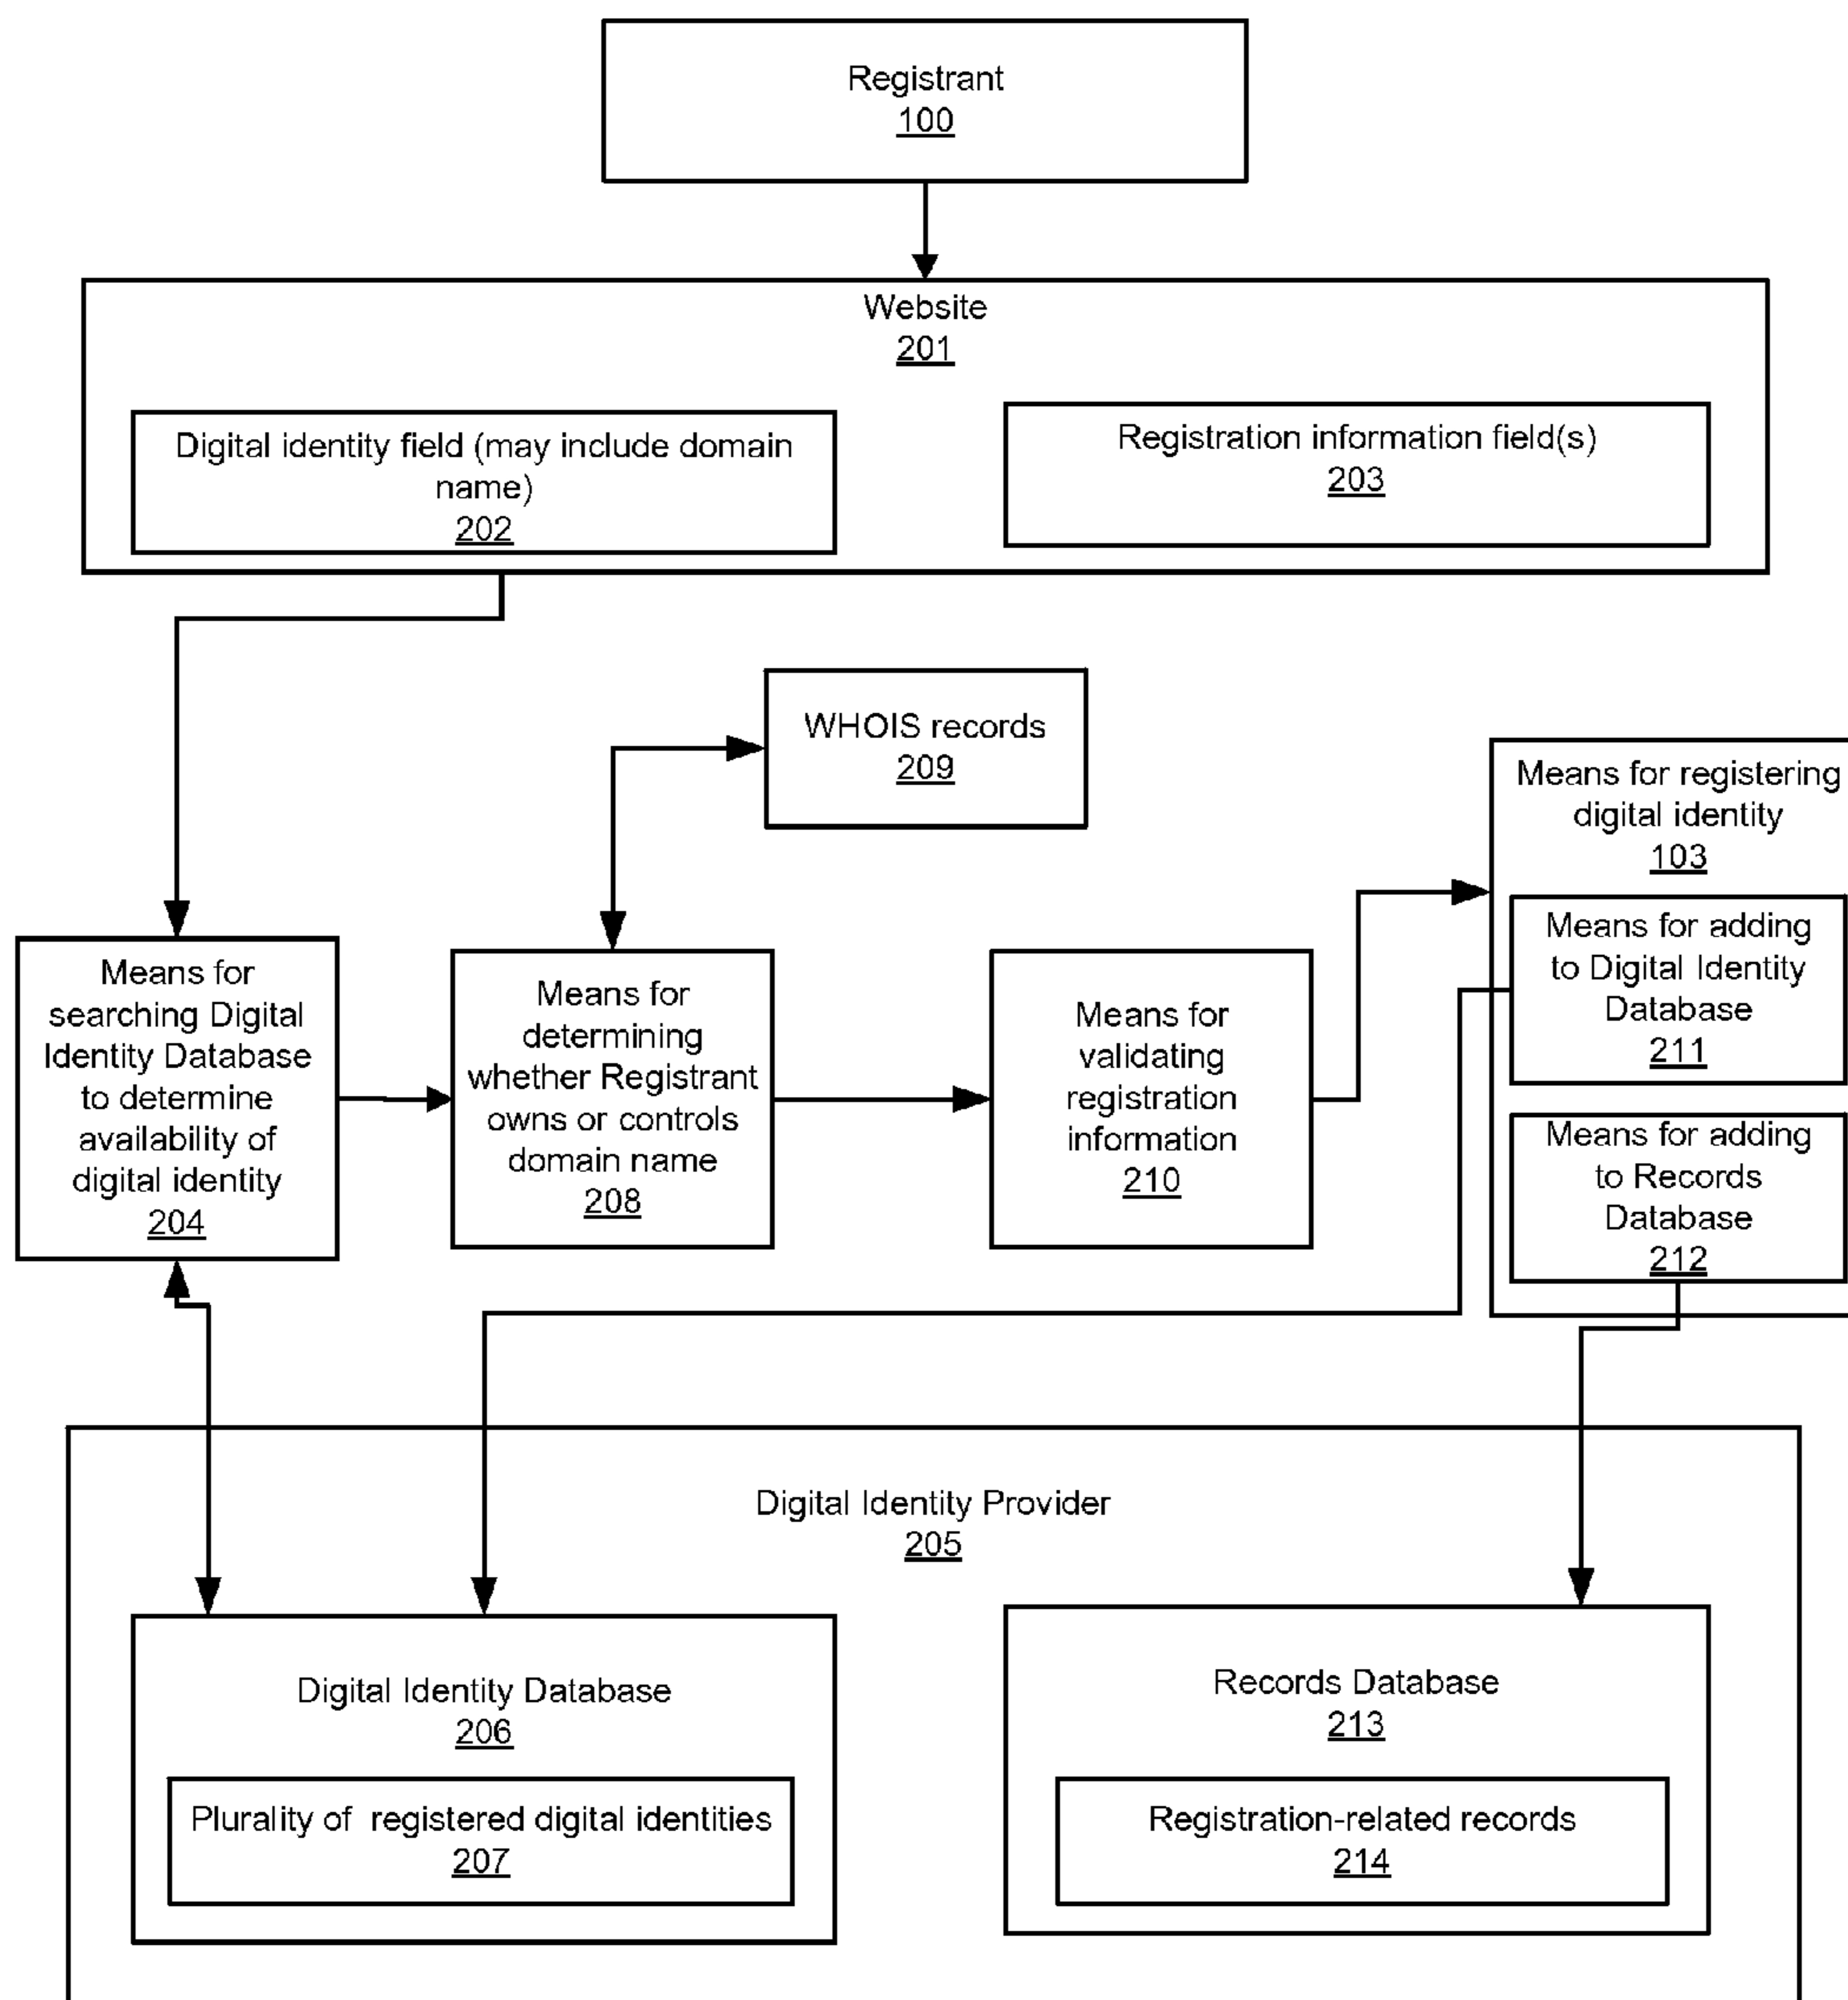 Registrant
100
Website
201
Digital identity field (may include domain
name)
202
Registration information field(s)
203
WHOIS records
209
Means for registering
digital identity
103
Means for
searching Digital
Identity Database
to determine
availability of
digital identity
204
Means for
determining
whether Registrant
owns or controls
domain name
208
Means for
validating
registration
information
210
Means for adding
to Digital Identity
Database
211
Means for adding
to Records
Database
212
Digital Identity Provider
205
Digital Identity Database
206
Plurality of registered digital identities
207
Records Database
213
Registration-related records
214